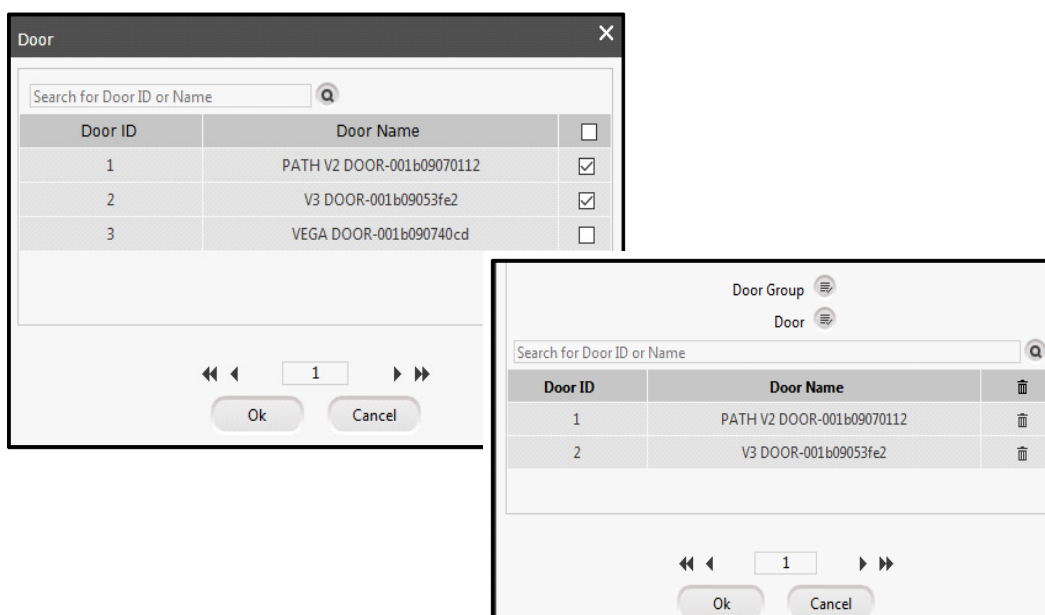 Door
Search for Door ID or Name
Door ID Door Name
1 PATH V2 DOOR-001b09070112
2 V3 DOOR-001b09053fe2
3 VEGA DOOR-001b090740cd
1
Ok Cancel
Door Group
Door
Search for Door ID or Name
Door ID Door Name
1 PATH V2 DOOR-001b09070112
2 V3 DOOR-001b09053fe2
1
Ok Cancel